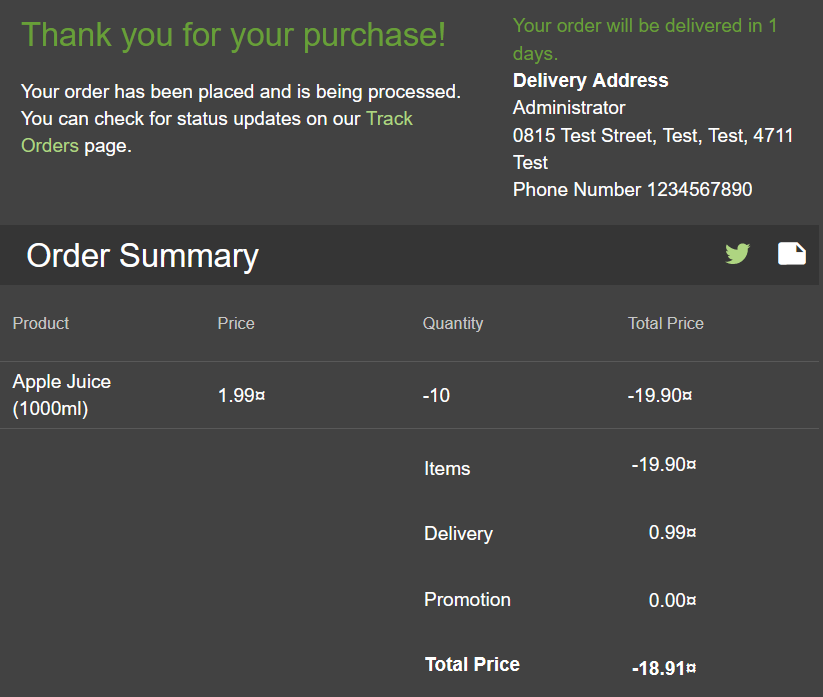 Thank you for your purchase!
Your order has been placed and is being processed.
You can check for status updates on our Track
Orders page.
Your order will be delivered in 1
days.
Delivery Address
Administrator
0815 Test Street, Test, Test, 4711
Test
Phone Number 1234567890
Order Summary
Product Price Quantity Total Price
Apple Juice
(1000ml) 1.99¤ -10 -19.90¤
Items -19.90¤
Delivery 0.99¤
Promotion 0.00¤
Total Price -18.91¤